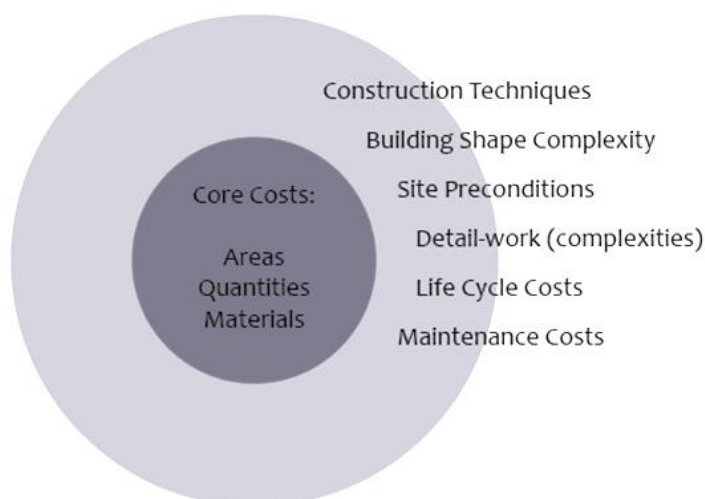 Construction Techniques
Building Shape Complexity
Site Preconditions
Detail-work (complexities)
Life Cycle Costs
Maintenance Costs
Core Costs:
Areas
Quantities
Materials